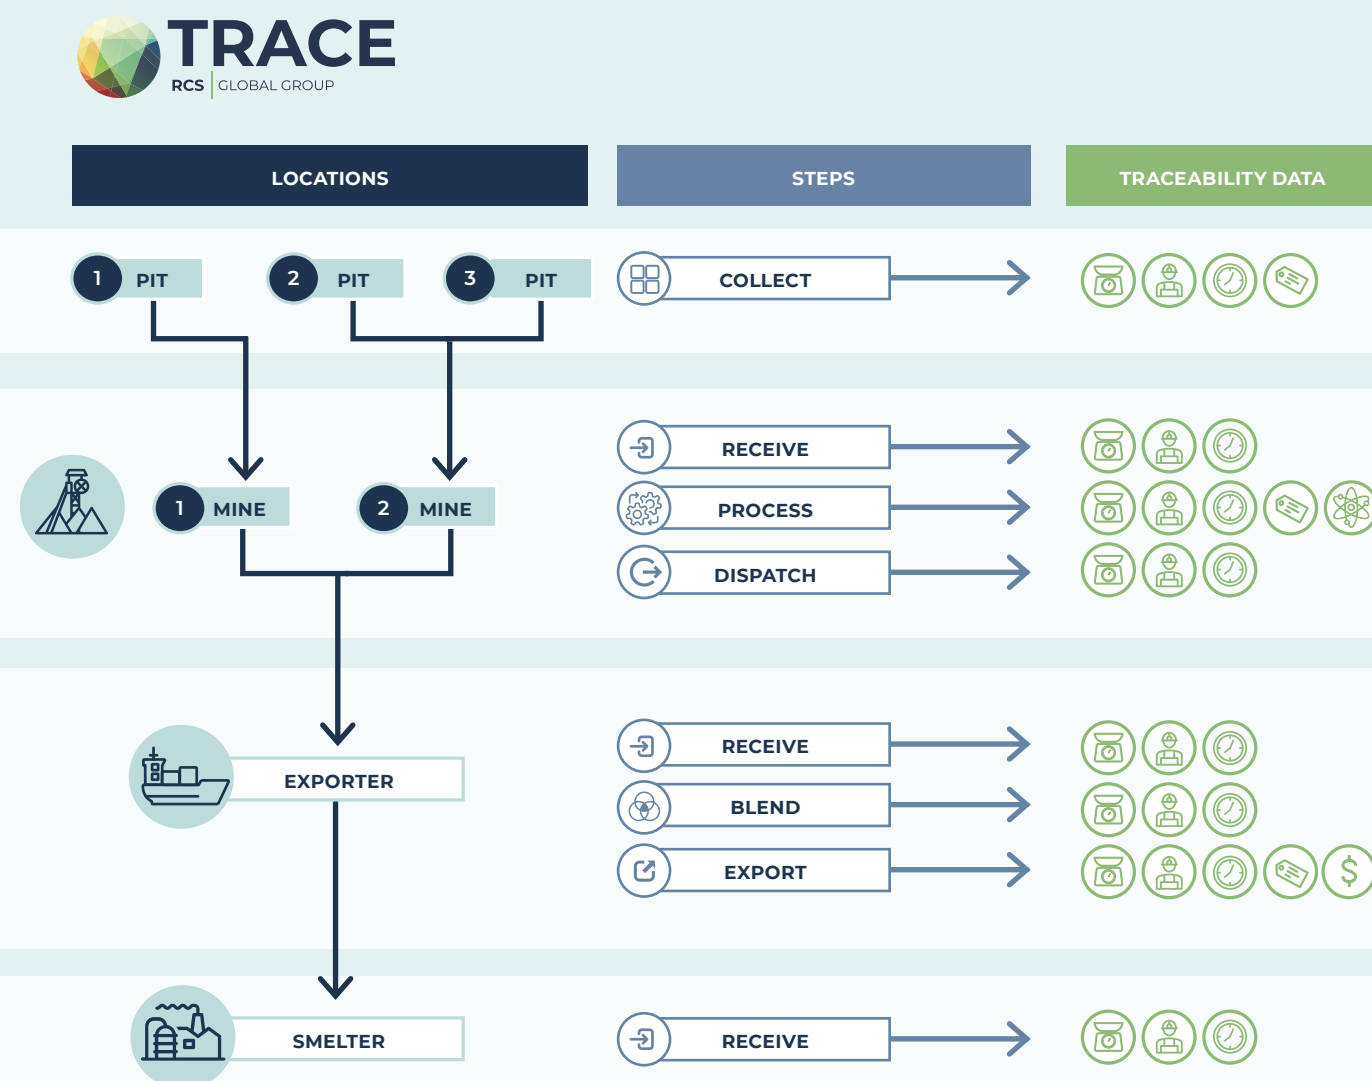 TRACE
RCS GLOBAL GROUP
LOCATIONS STEPS TRACEABILITY DATA
1 PIT 2 PIT 3 PIT COLLECT
RECEIVE
1 MINE 2 MINE PROCESS
DISPATCH
RECEIVE
EXPORTER BLEND
EXPORT
$
SMELTER RECEIVE